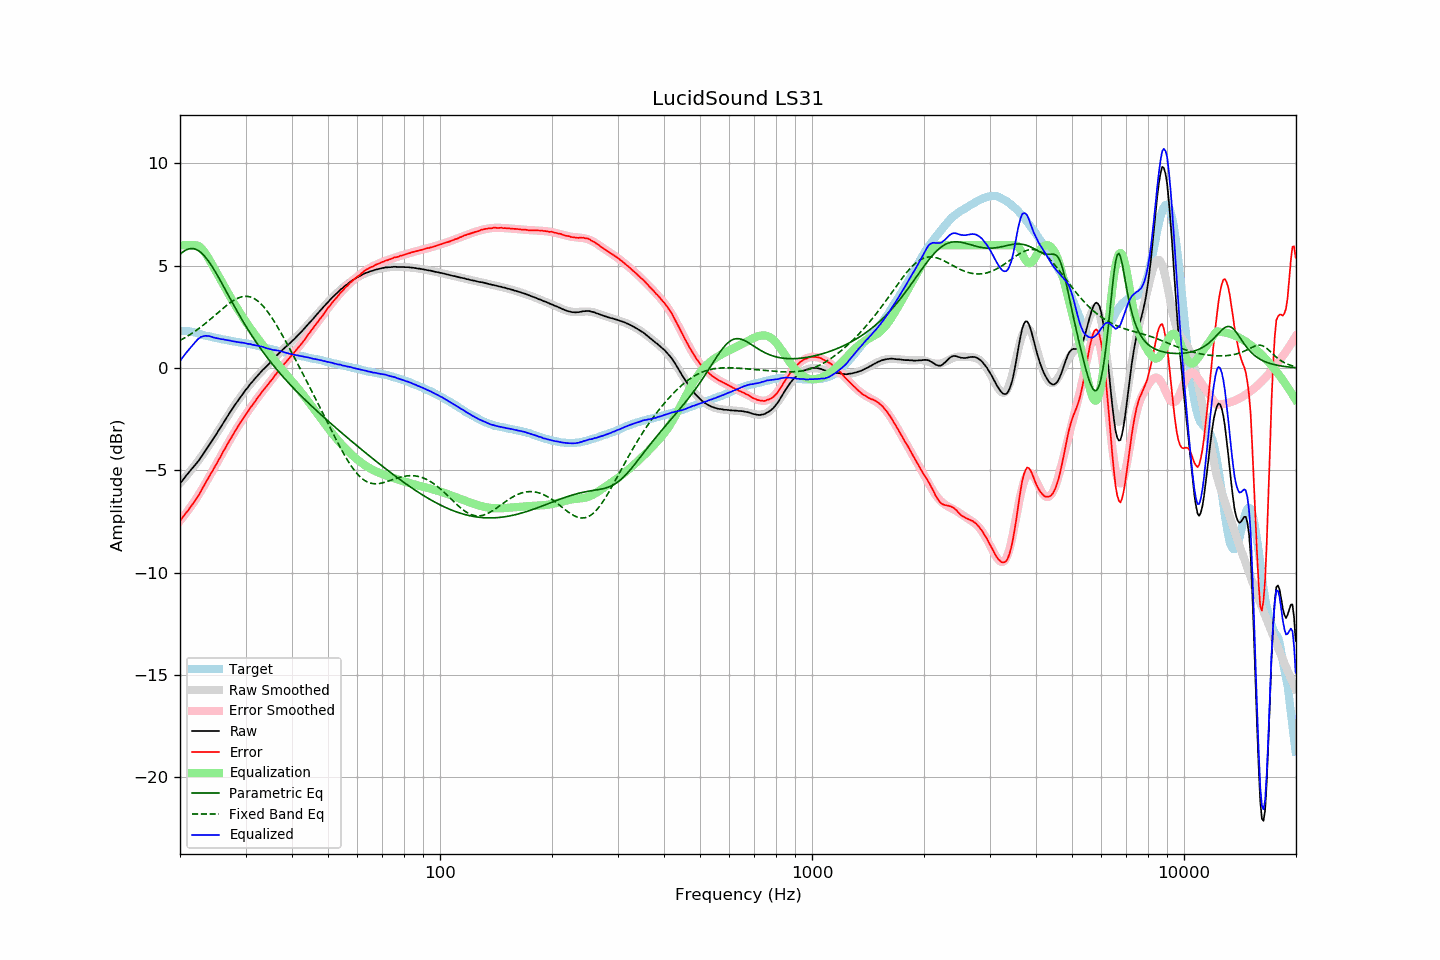 LucidSound LS31
10
5
0
−5
−10
−15
−20
Amplitude (dBr)
Target
Raw Smoothed
Error Smoothed
Raw
Error
Equalization
Parametric Eq
Fixed Band Eq
Equalized
100
1000
10000
Frequency (Hz)